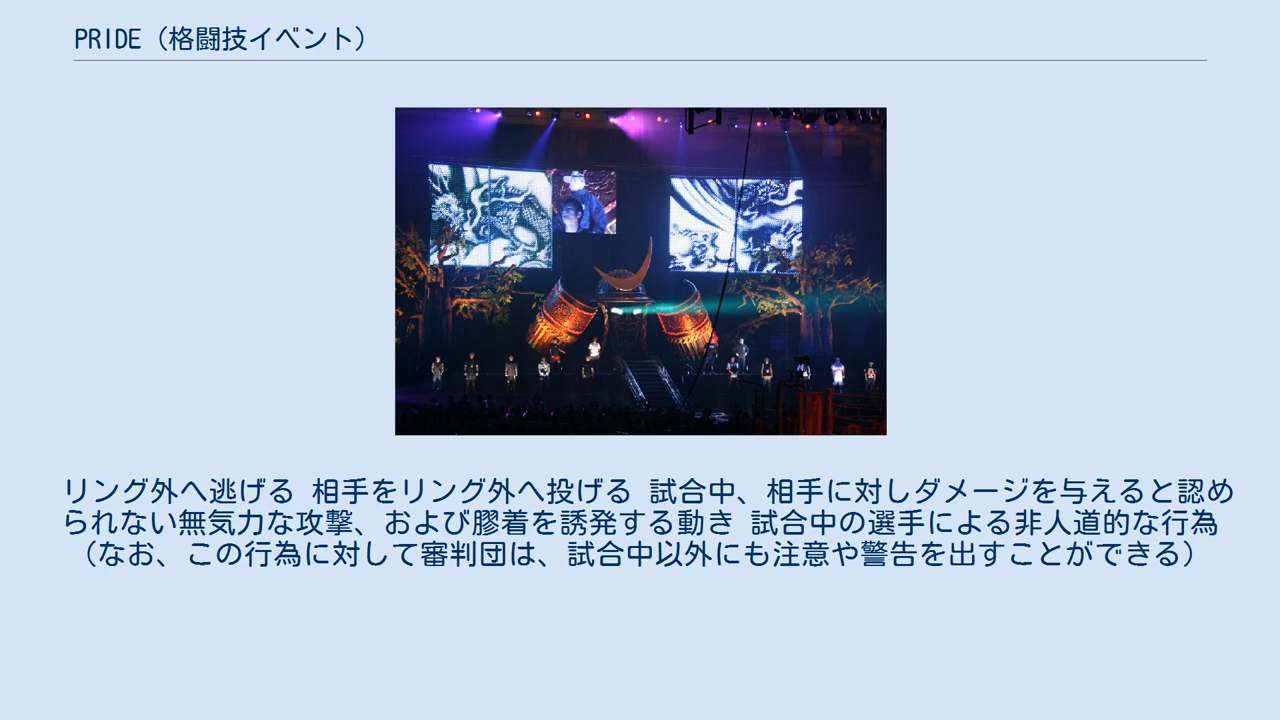 PRIDE（格闘技イベント）
リング外へ逃げる 相手をリング外へ投げる 試合中、相手に対しダメージを与えると認め
られない無気力な攻撃、および膠着を誘発する動き 試合中の選手による非人道的な行為
（なお、この行為に対して審判団は、試合中以外にも注意や警告を出すことができる）